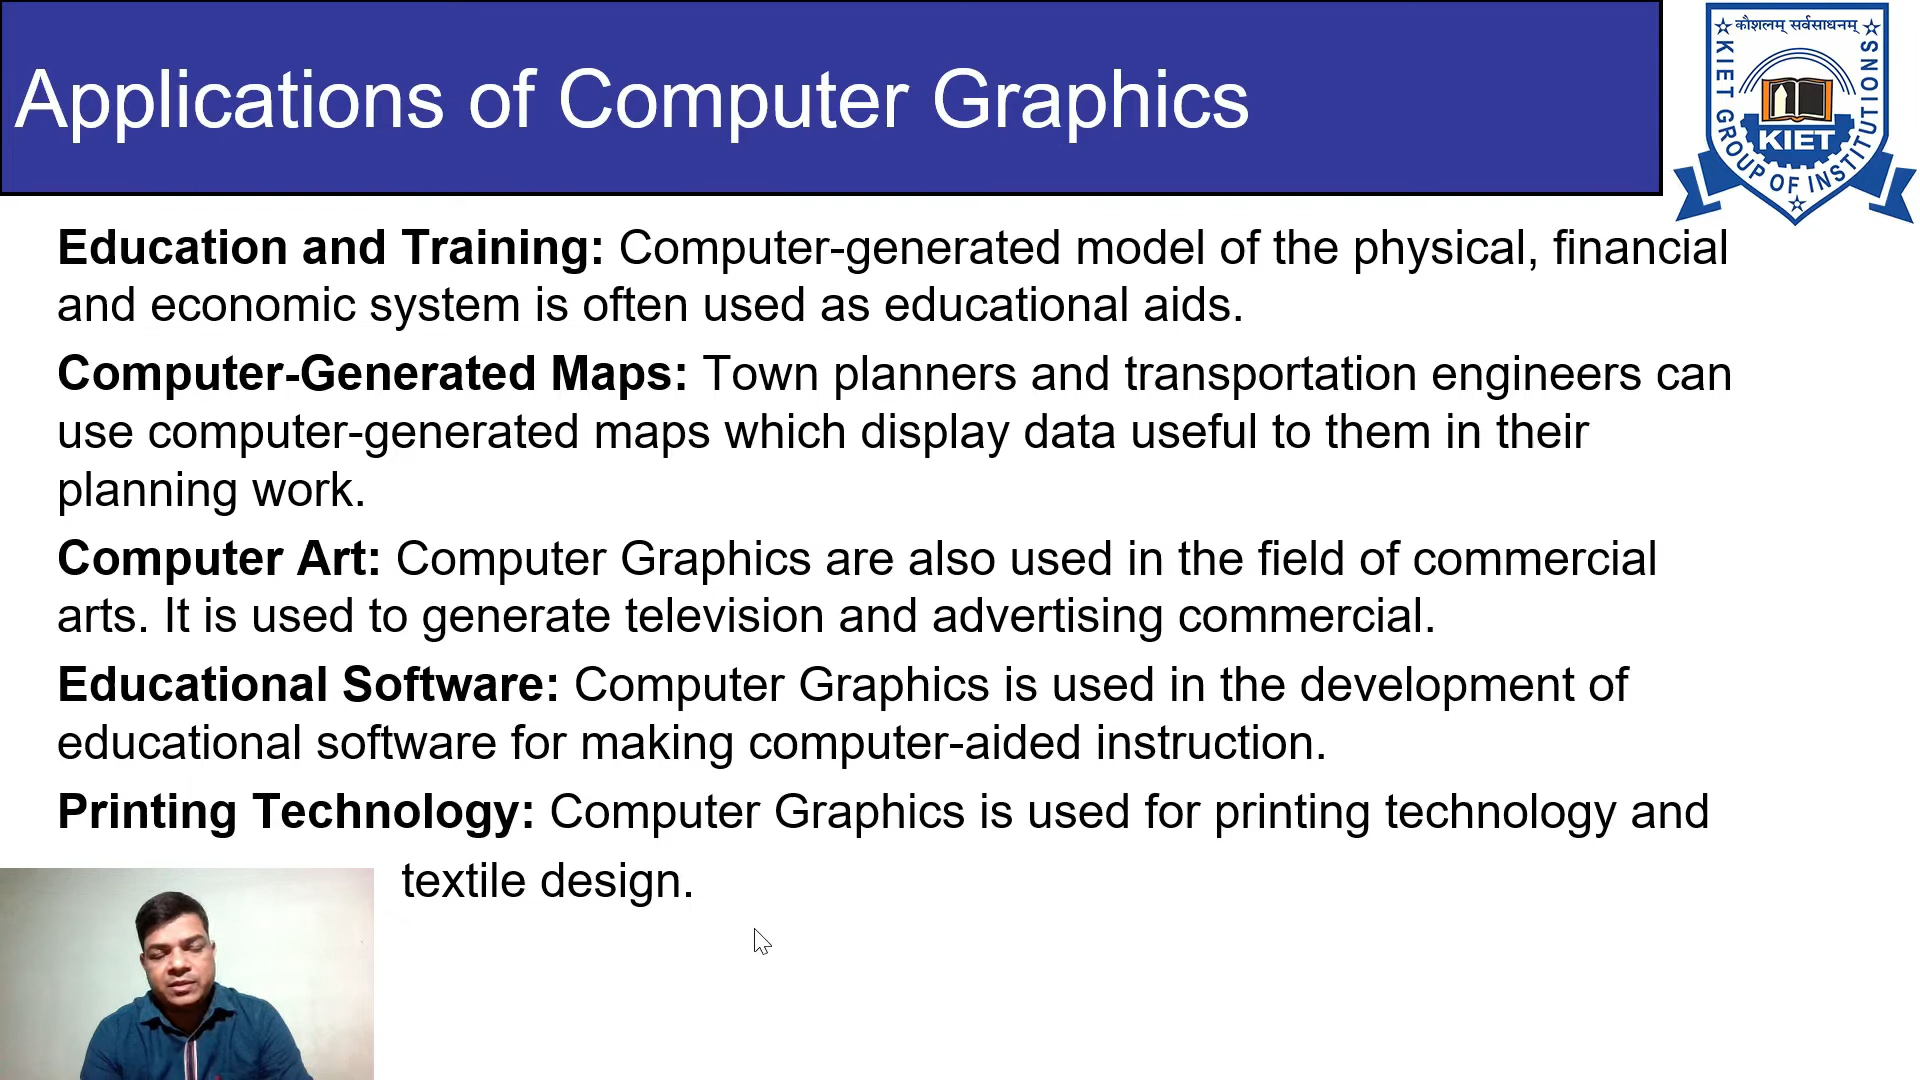 Applications of Computer Graphics
कौशलम् सर्वसाधनम्
KIET GROUP OF INSTITUTIONS
KIET
Education and Training: Computer-generated model of the physical, financial
and economic system is often used as educational aids.
Computer-Generated Maps: Town planners and transportation engineers can
use computer-generated maps which display data useful to them in their
planning work.
Computer Art: Computer Graphics are also used in the field of commercial
arts. It is used to generate television and advertising commercial.
Educational Software: Computer Graphics is used in the development of
educational software for making computer-aided instruction.
Printing Technology: Computer Graphics is used for printing technology and
textile design.